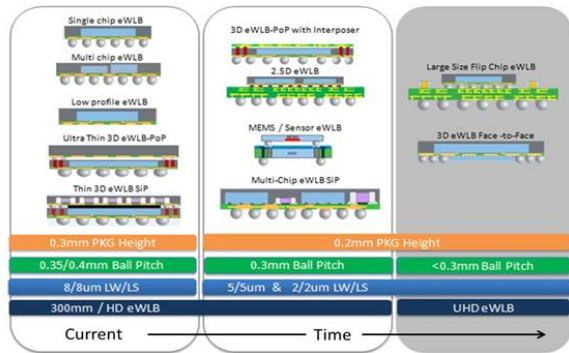 Single chip eWLB
Multi chip eWLB
Low profile eWLB
Ultra Thin 3D eWLB-PoP
Thin 3D eWLB SiP
3D eWLB-PoP with Interposer
2.5D eWLB
MEMS / Sensor eWLB
Multi-Chip eWLB SiP
Large Size Flip Chip eWLB
3D eWLB Face -to-Face
0.3mm PKG Height
0.2mm PKG Height
0.35/0.4mm Ball Pitch
0.3mm Ball Pitch
<0.3mm Ball Pitch
8/8um LW/LS
5/5um & 2/2um LW/LS
300mm / HD eWLB
UHD eWLB
Current
Time
Future